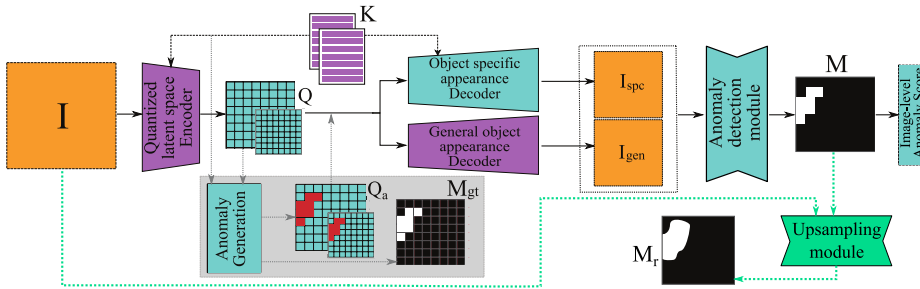 K
I
Quantized
latent space
Encoder
Q
Object specific
appearance
Decoder
General object
appearance
Decoder
I_spc
I_gen
Anomaly
detection
module
M
Image-level
Anomaly Score
Anomaly
Generation
Q_a
M_gt
M_r
Upsampling
module